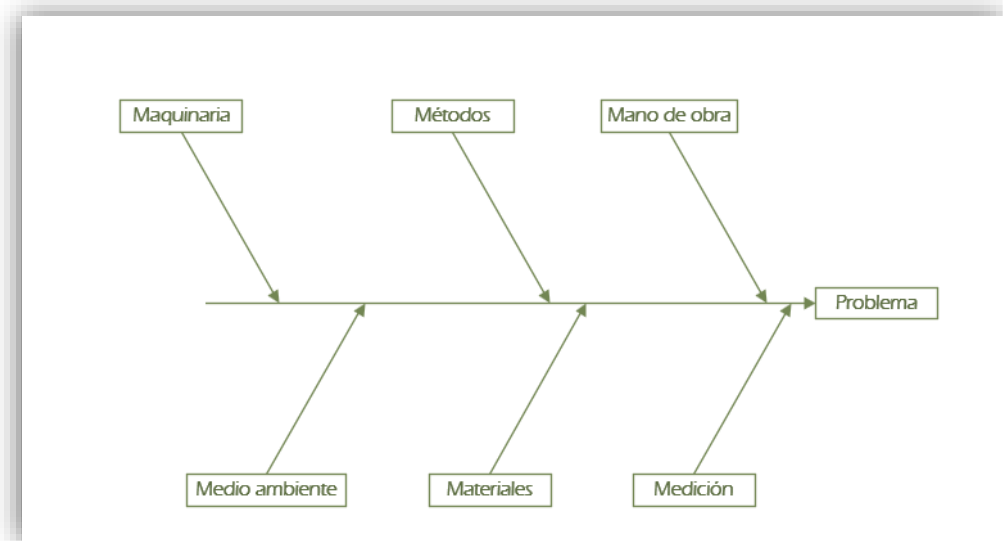 Maquinaria
Métodos
Mano de obra
Problema
Medio ambiente
Materiales
Medición